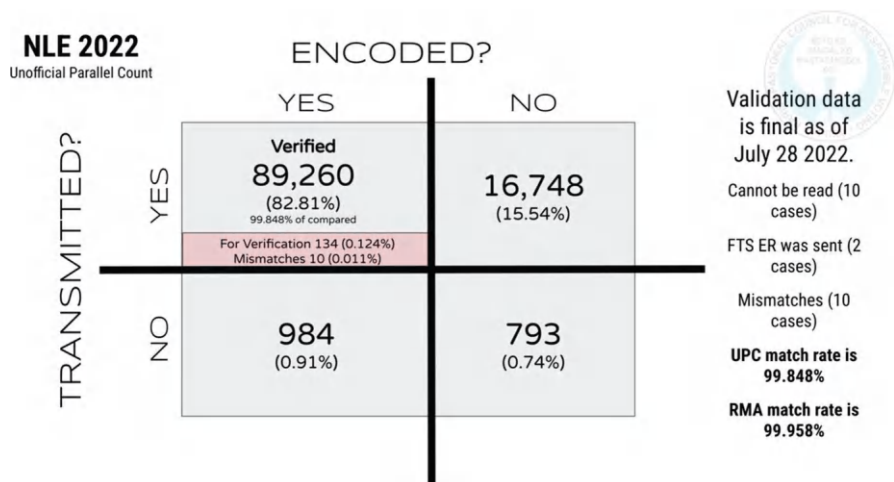 NLE 2022
Unofficial Parallel Count
ENCODED?
YES
NO
TRANSMITTED?
YES
Verified
89,260
(82.81%)
99.848% of compared
For Verification 134 (0.124%)
Mismatches 10 (0.011%)
16,748
(15.54%)
NO
984
(0.91%)
793
(0.74%)
Validation data
is final as of
July 28 2022.
Cannot be read (10
cases)
FTS ER was sent (2
cases)
Mismatches (10
cases)
UPC match rate is
99.848%
RMA match rate is
99.958%